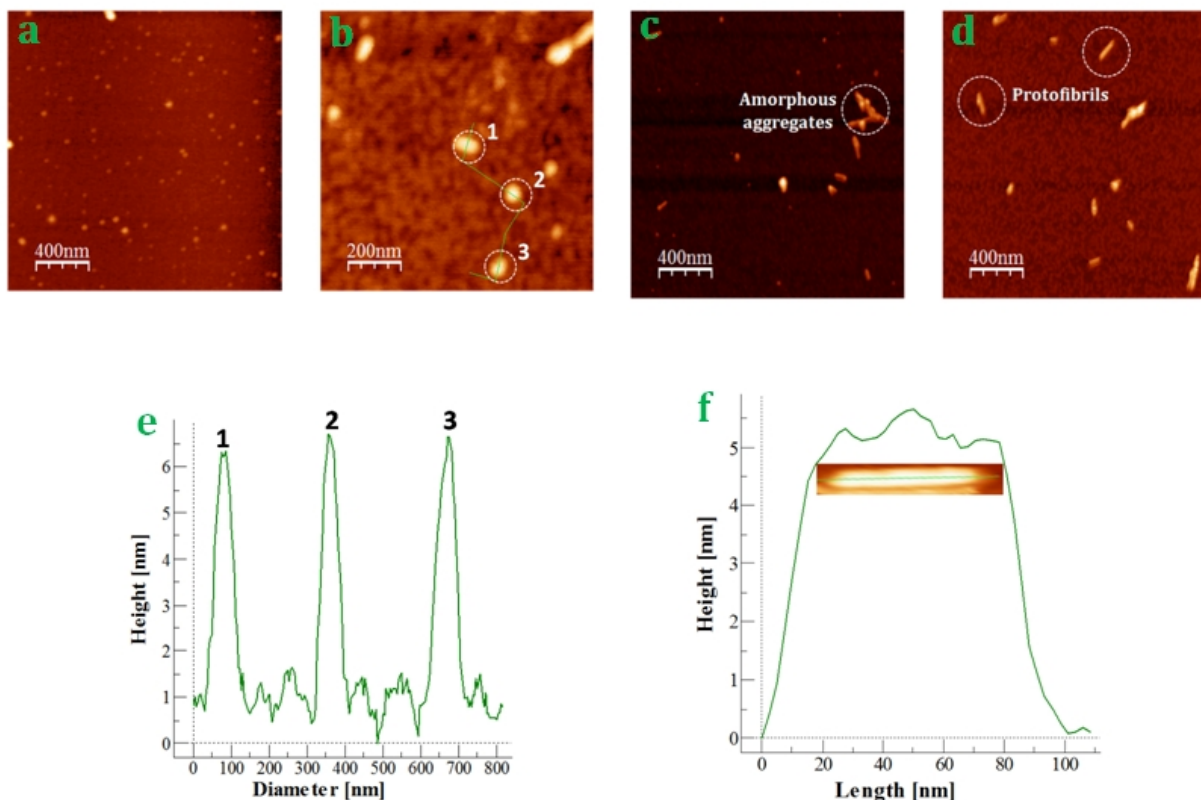 a
b
c
d
1
2
3
Amorphous
aggregates
Protofibrils
400nm
200nm
400nm
400nm
e
1
2
3
Height [nm]
6
5
4
3
2
1
0
0 100 200 300 400 500 600 700 800
Diameter [nm]
f
Height [nm]
5
4
3
2
1
0
0 20 40 60 80 100
Length [nm]